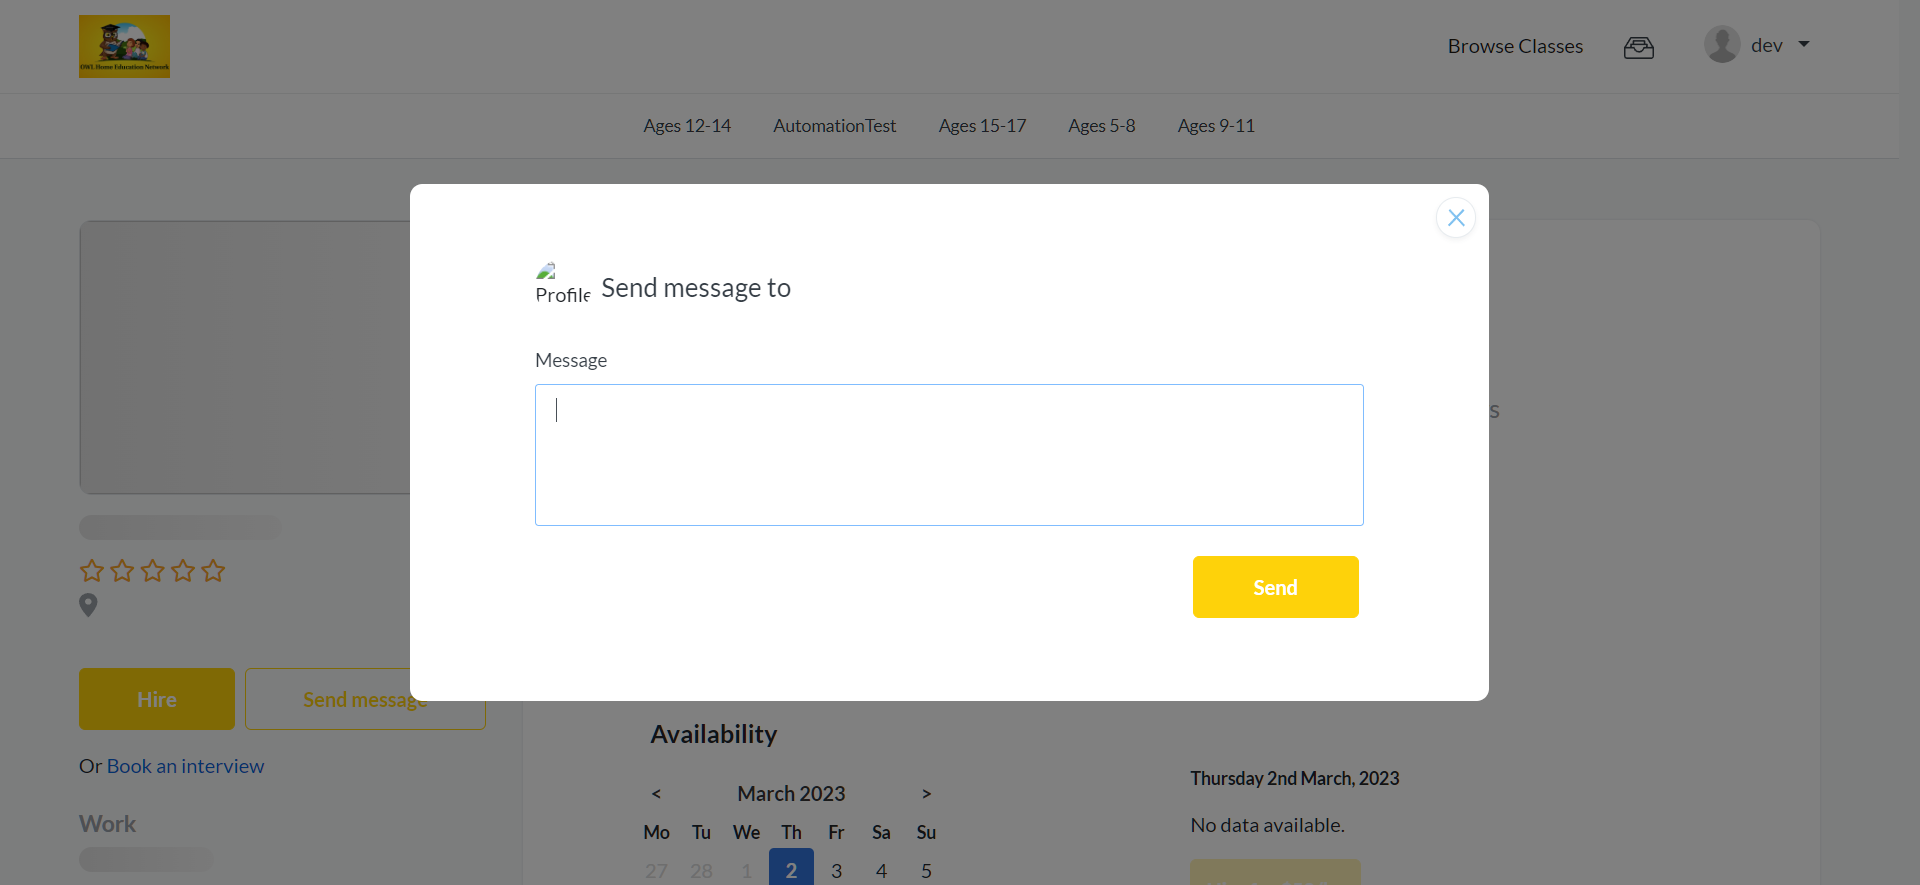 OWL Home Education Network
Browse Classes
dev
Ages 12-14
AutomationTest
Ages 15-17
Ages 5-8
Ages 9-11
Profile
Send message to
Message
s
Send
Hire
Send message
Or Book an interview
Work
Availability
< March 2023 >
Mo Tu We Th Fr Sa Su
27 28 1 2 3 4 5
Thursday 2nd March, 2023
No data available.